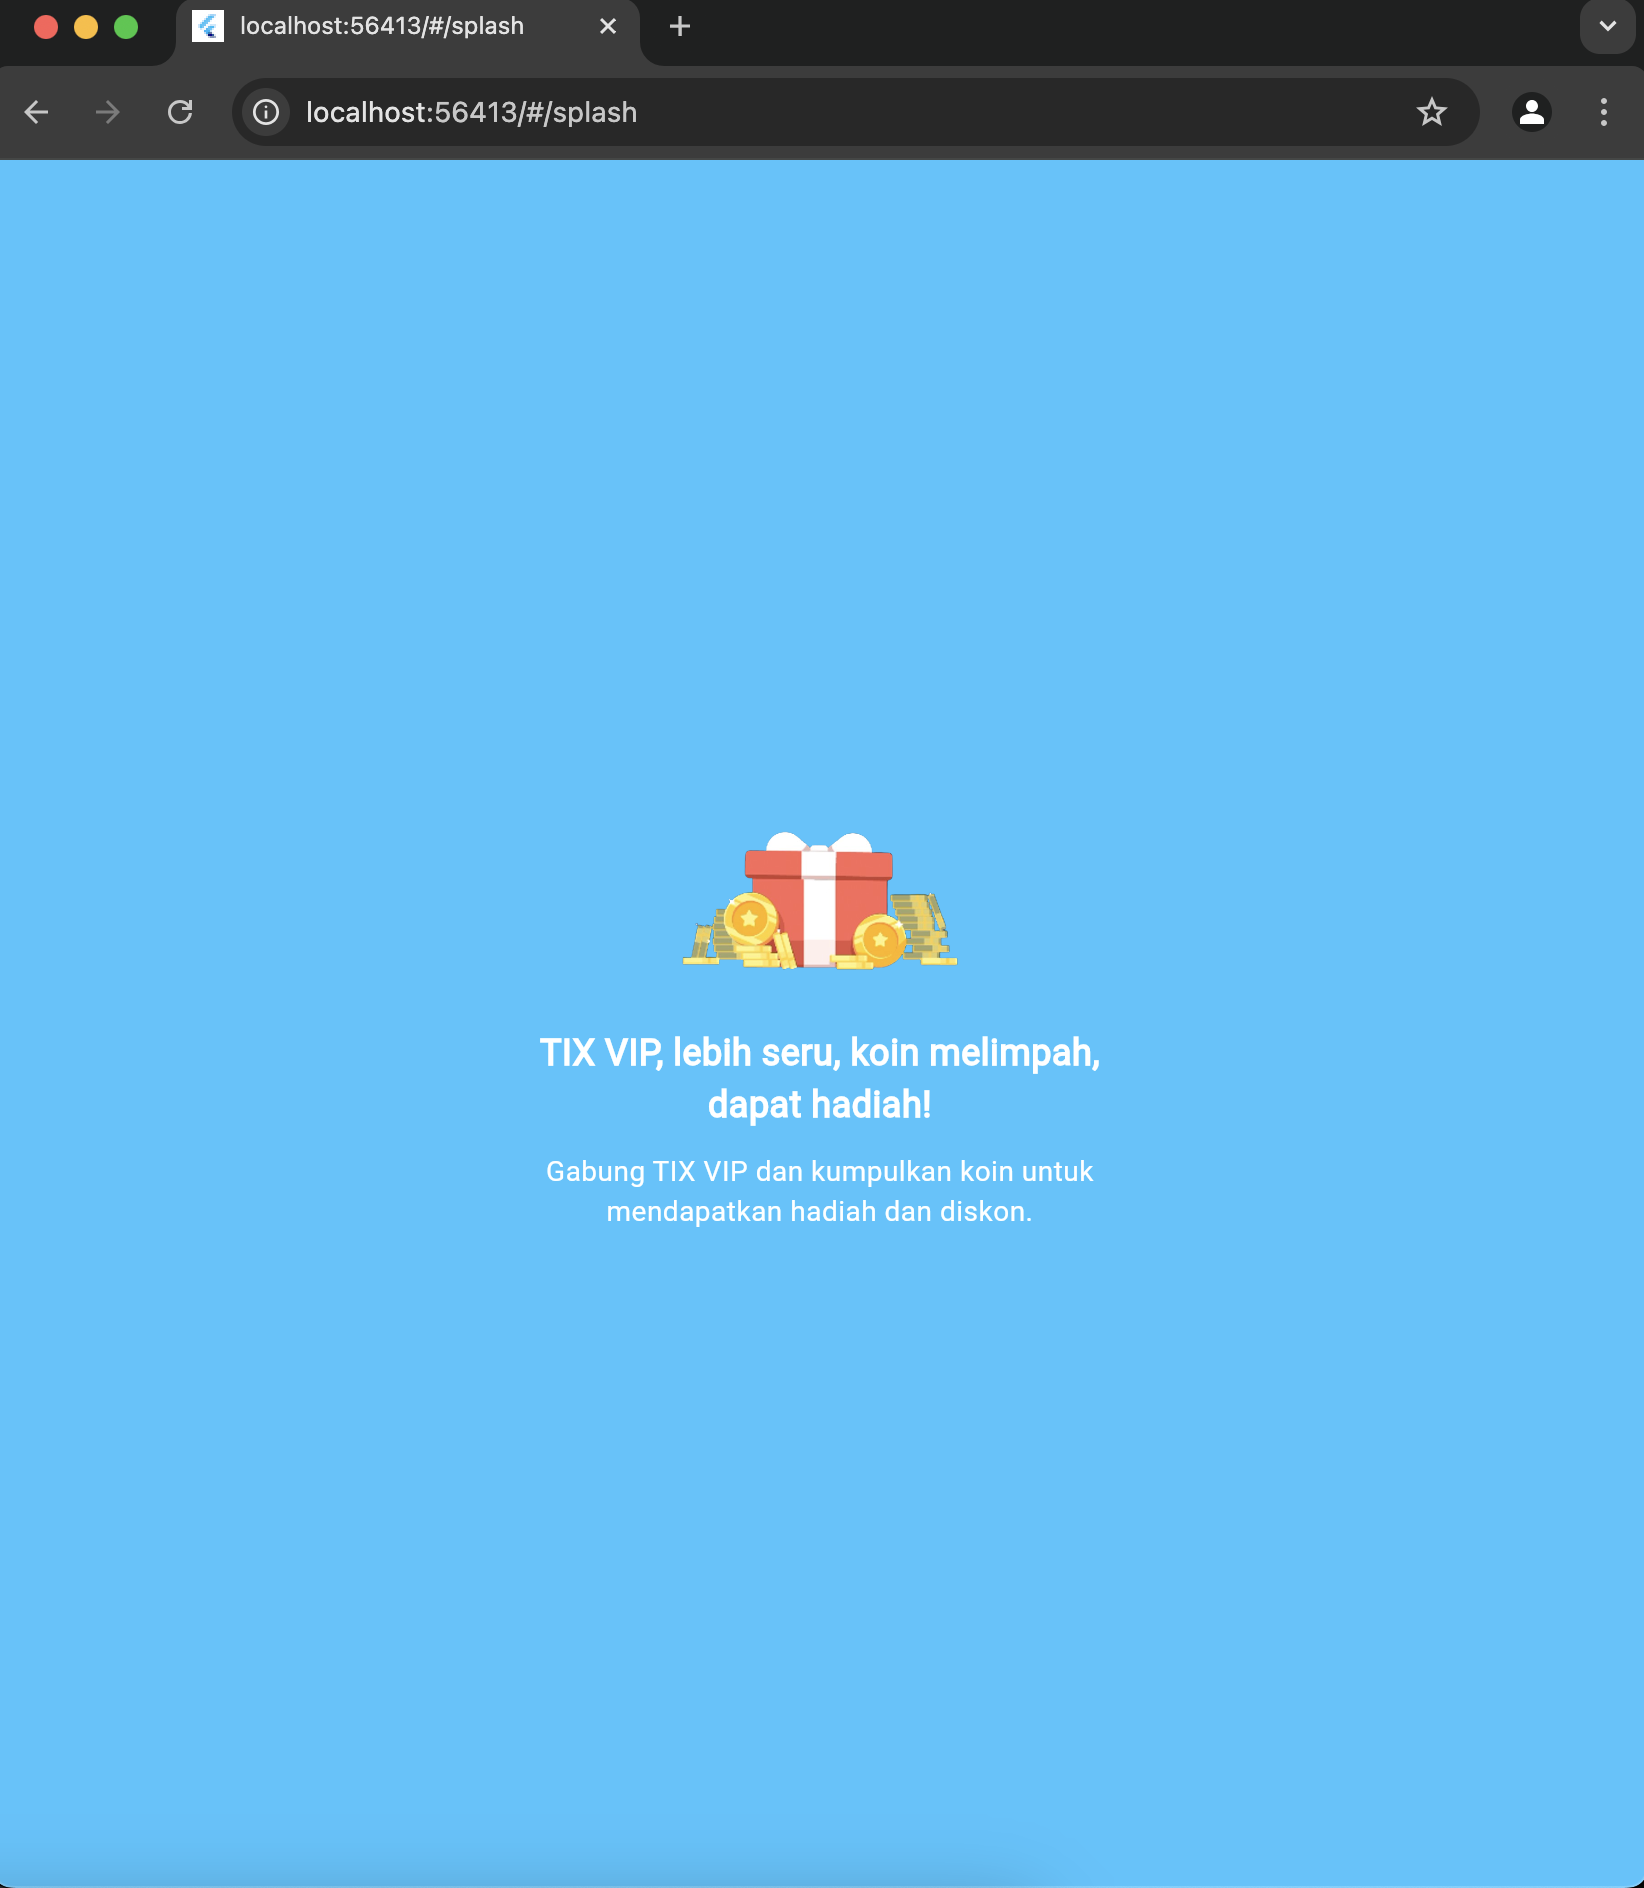 localhost:56413/#/splash
localhost:56413/#/splash
TIX VIP, lebih seru, koin melimpah,
dapat hadiah!
Gabung TIX VIP dan kumpulkan koin untuk
mendapatkan hadiah dan diskon.